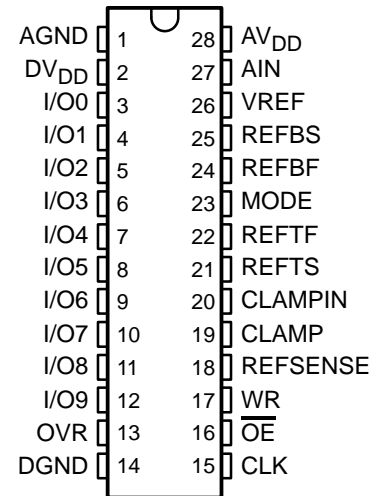 AGND 1 28 AVDD
DVDD 2 27 AIN
I/O0 3 26 VREF
I/O1 4 25 REFBS
I/O2 5 24 REFBF
I/O3 6 23 MODE
I/O4 7 22 REFTF
I/O5 8 21 REFTS
I/O6 9 20 CLAMPIN
I/O7 10 19 CLAMP
I/O8 11 18 REFSENSE
I/O9 12 17 WR
OVR 13 16 OE
DGND 14 15 CLK